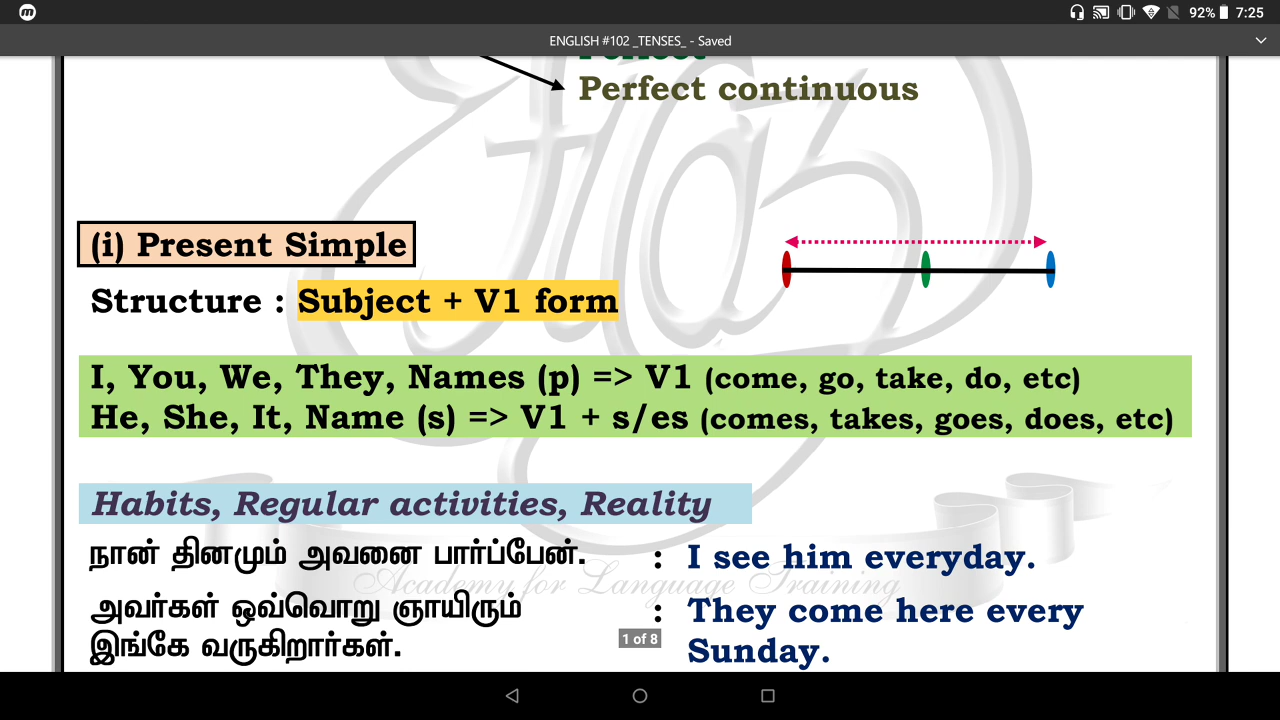 92% 7:25
ENGLISH #102 _TENSES_ - Saved
Perfect
Perfect continuous
(i) Present Simple
Structure : Subject + V1 form
I, You, We, They, Names (p) => V1 (come, go, take, do, etc)
He, She, It, Name (s) => V1 + s/es (comes, takes, goes, does, etc)
Habits, Regular activities, Reality
நான் தினமும் அவனை பார்ப்பேன். : I see him everyday.
Academy for Language Training
அவர்கள் ஒவ்வொறு ஞாயிரும் : They come here every
இங்கே வருகிறார்கள். Sunday.
1 of 8